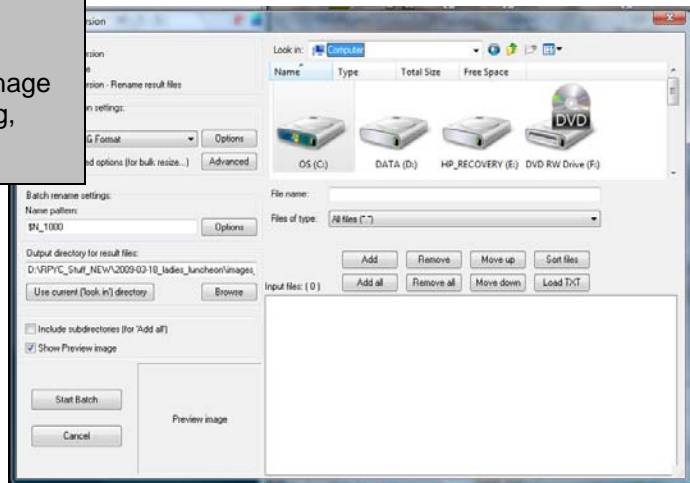 nage
g,
rsion
rsion
e
rsion - Rename result files
n settings:
G Format
Options
ed options (for bulk resize...)
Advanced
Batch rename settings:
Name pattern:
$N_1000
Options
Output directory for result files:
D:\RPYC_Stuff_NEW\2009-03-18_ladies_luncheon\images_
Use current ('look in') directory
Browse
Include subdirectories (for 'Add all')
Show Preview image
Start Batch
Cancel
Preview image
Look in:
Computer
Name
Type
Total Size
Free Space
OS (C:)
DATA (D:)
HP_RECOVERY (E:)
DVD
DVD RW Drive (F:)
File name:
Files of type:
All files (*.*)
Add
Remove
Move up
Sort files
Input files: ( 0 )
Add all
Remove all
Move down
Load TXT